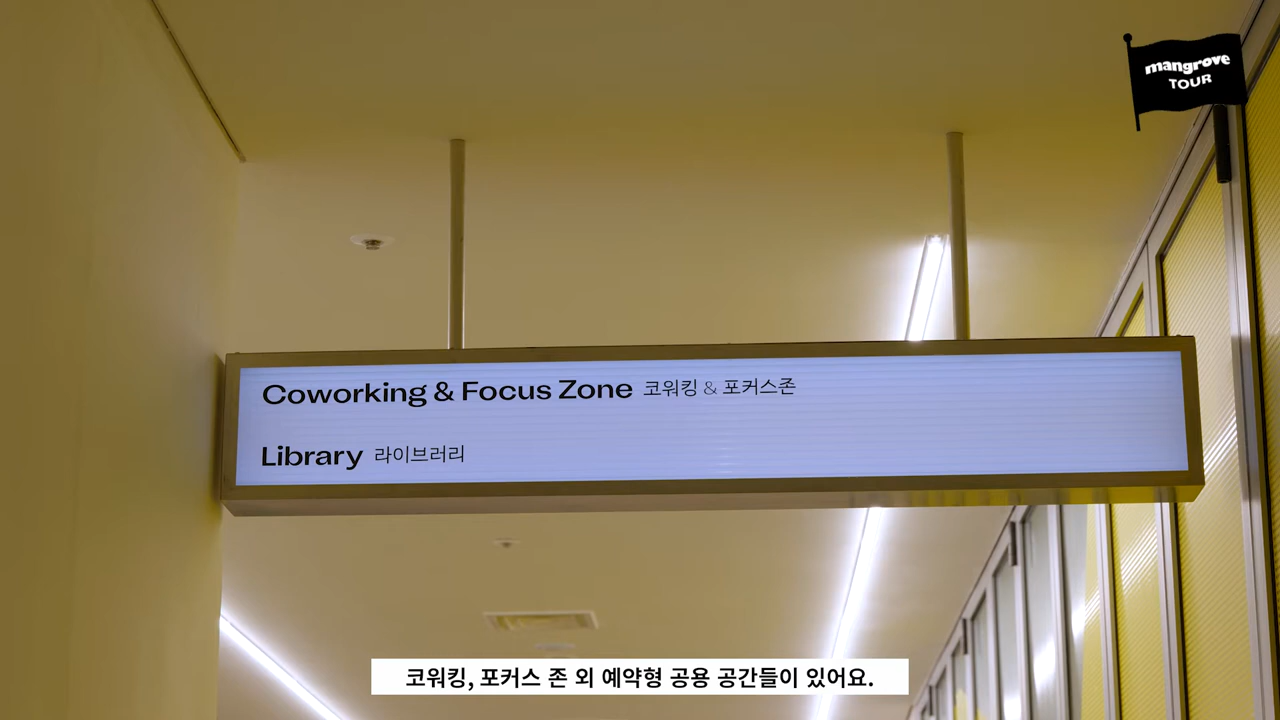 mangrove
TOUR
Coworking & Focus Zone 코워킹 & 포커스존
Library 라이브러리
코워킹, 포커스 존 외 예약형 공용 공간들이 있어요.